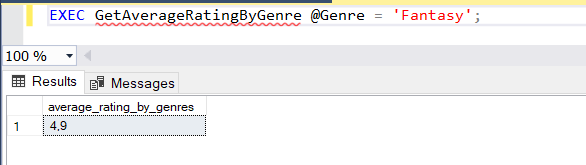 EXEC GetAverageRatingByGenre @Genre = 'Fantasy';
100 %
Results Messages
average_rating_by_genres
1 4,9